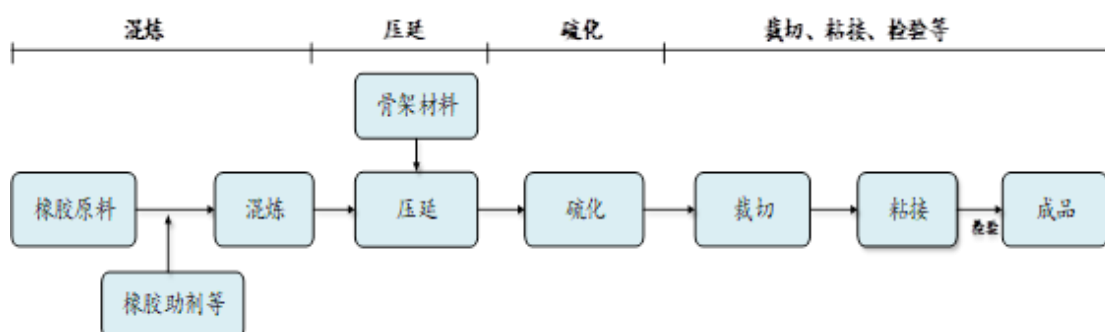 混炼
压延
硫化
裁切、粘接、检验等
骨架材料
橡胶原料
混炼
压延
硫化
裁切
粘接
检验
成品
橡胶助剂等